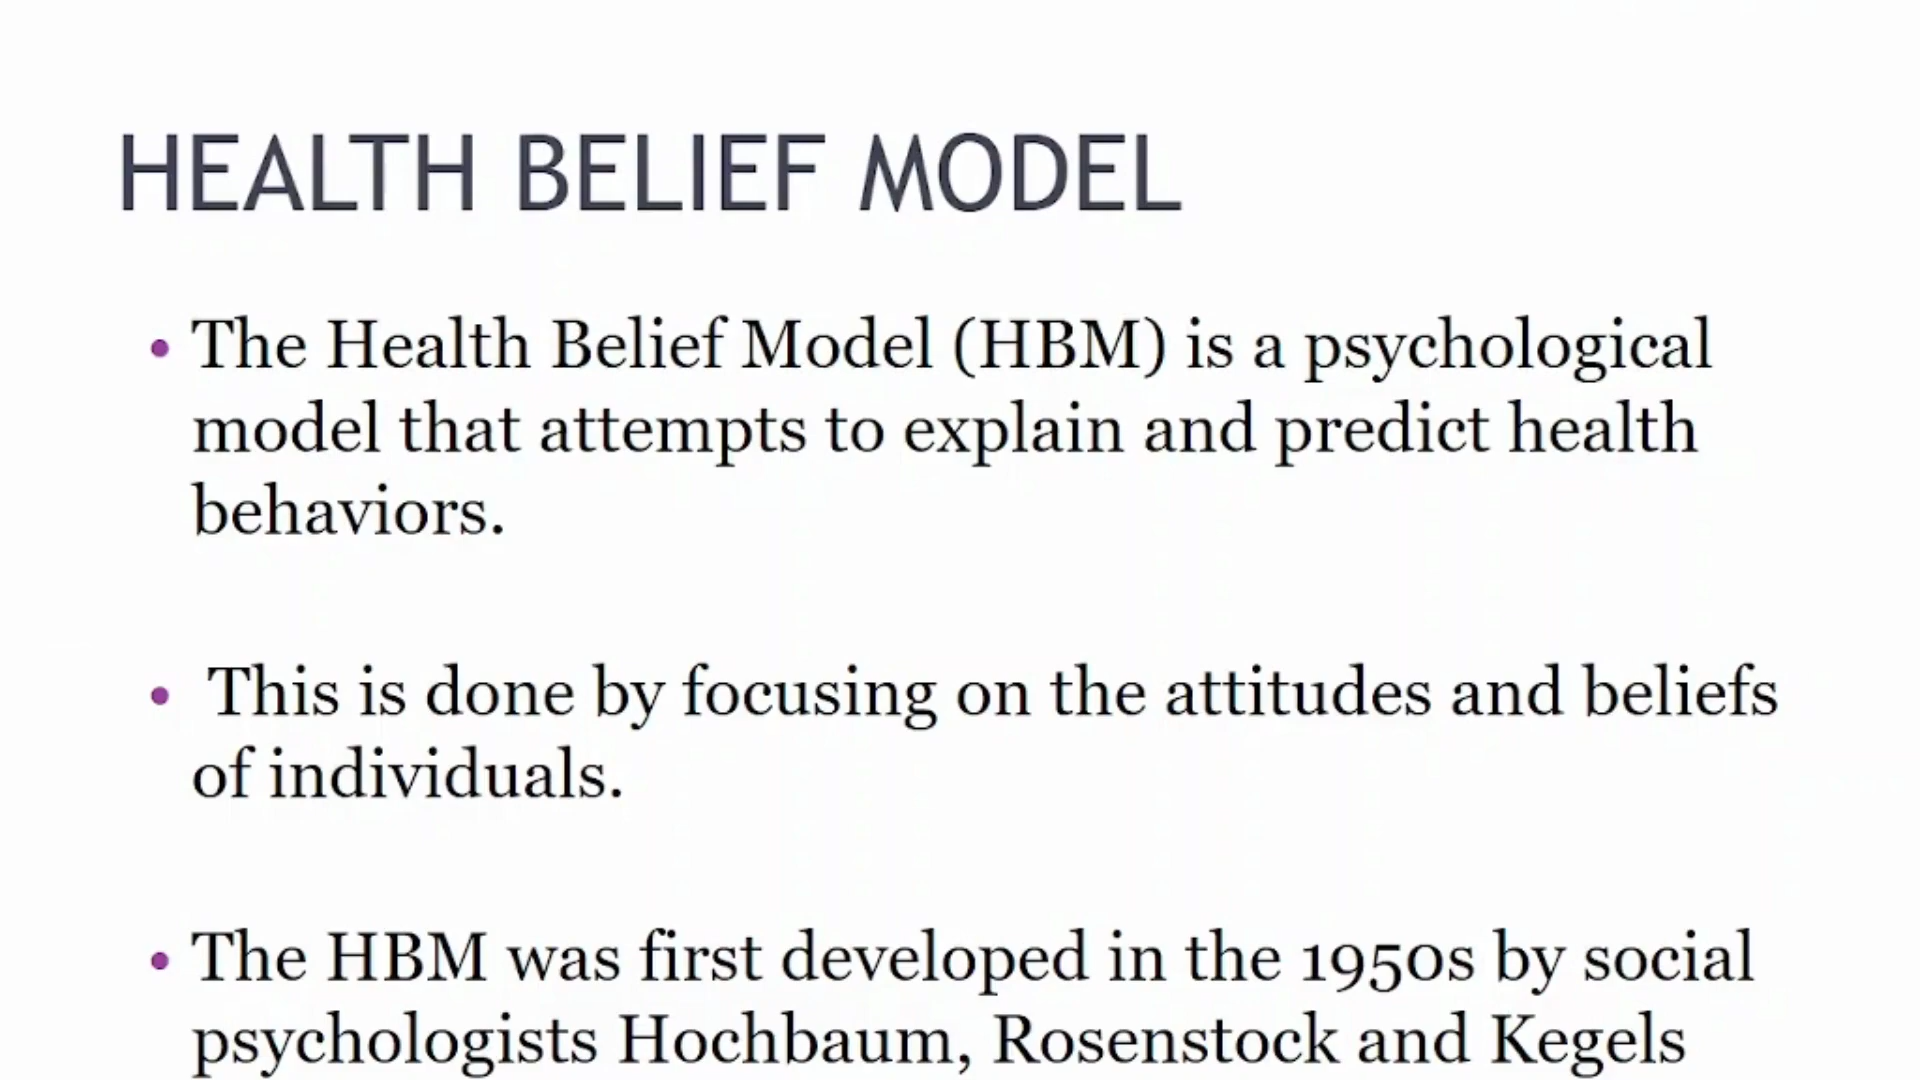 HEALTH BELIEF MODEL
• The Health Belief Model (HBM) is a psychological
model that attempts to explain and predict health
behaviors.
• This is done by focusing on the attitudes and beliefs
of individuals.
• The HBM was first developed in the 1950s by social
psychologists Hochbaum, Rosenstock and Kegels